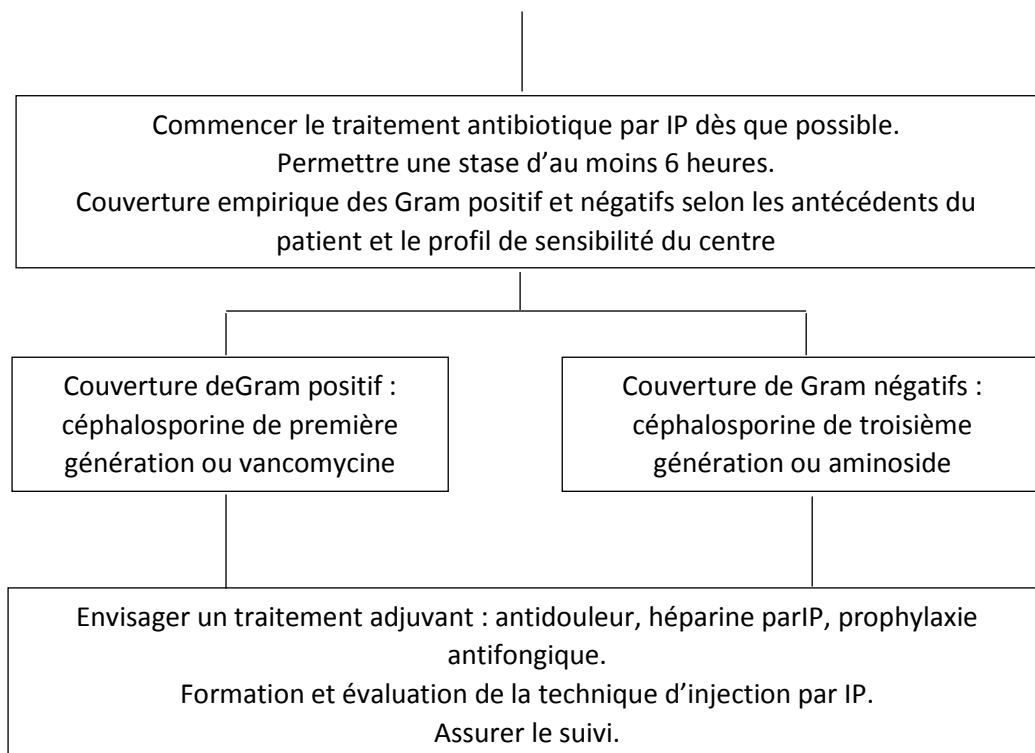 Commencer le traitement antibiotique par IP dès que possible.
Permettre une stase d’au moins 6 heures.
Couverture empirique des Gram positif et négatifs selon les antécédents du
patient et le profil de sensibilité du centre
Couverture deGram positif :
céphalosporine de première
génération ou vancomycine
Couverture de Gram négatifs :
céphalosporine de troisième
génération ou aminoside
Envisager un traitement adjuvant : antidouleur, héparine parIP, prophylaxie
antifongique.
Formation et évaluation de la technique d’injection par IP.
Assurer le suivi.